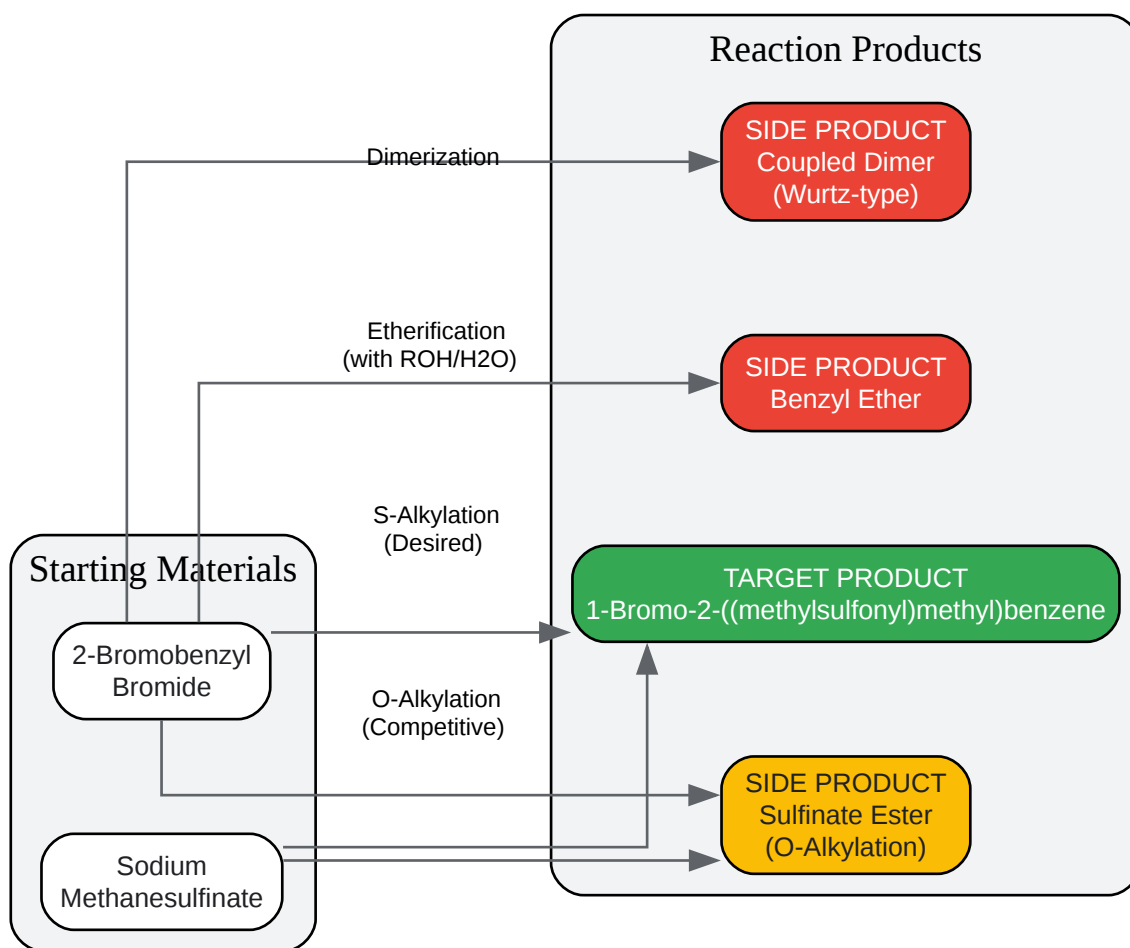 Reaction Products
SIDE PRODUCT
Coupled Dimer
(Wurtz-type)
Dimerization
Etherification
(with ROH/H2O)
SIDE PRODUCT
Benzyl Ether
S-Alkylation
(Desired)
TARGET PRODUCT
1-Bromo-2-((methylsulfonyl)methyl)benzene
Starting Materials
2-Bromobenzyl
Bromide
O-Alkylation
(Competitive)
SIDE PRODUCT
Sulfinate Ester
(O-Alkylation)
Sodium
Methanesulfinate